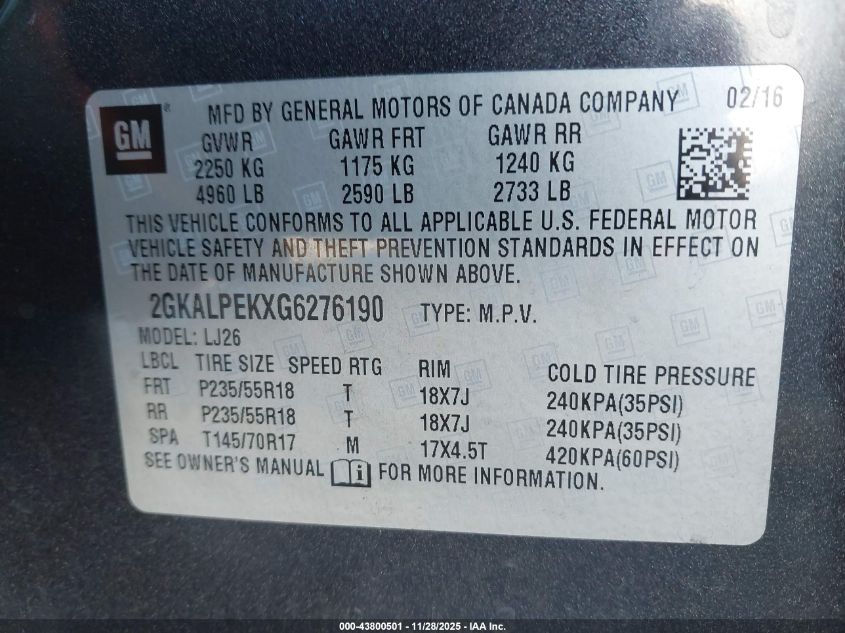 GM ® MFD BY GENERAL MOTORS OF CANADA COMPANY 02/16
GVWR GAWR FRT GAWR RR
2250 KG 1175 KG 1240 KG
4960 LB 2590 LB 2733 LB
THIS VEHICLE CONFORMS TO ALL APPLICABLE U.S. FEDERAL MOTOR
VEHICLE SAFETY AND THEFT PREVENTION STANDARDS IN EFFECT ON
THE DATE OF MANUFACTURE SHOWN ABOVE.
2GKALPEKXG6276190 TYPE: M.P.V.
MODEL: LJ26
LBCL TIRE SIZE SPEED RTG RIM COLD TIRE PRESSURE
FRT P235/55R18 T 18X7J 240KPA(35PSI)
RR P235/55R18 T 18X7J 240KPA(35PSI)
SPA T145/70R17 M 17X4.5T 420KPA(60PSI)
SEE OWNER'S MANUAL i FOR MORE INFORMATION.
000-43800501 - 11/28/2025 - IAA Inc.